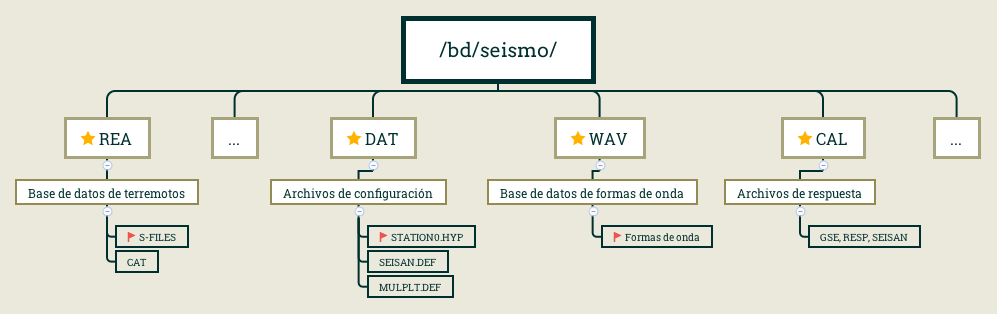 /bd/seismo/
REA
...
DAT
WAV
CAL
...
Base de datos de terremotos
Archivos de configuración
Base de datos de formas de onda
Archivos de respuesta
S-FILES
STATION0.HYP
Formas de onda
GSE, RESP, SEISAN
CAT
SEISAN.DEF
MULPLT.DEF